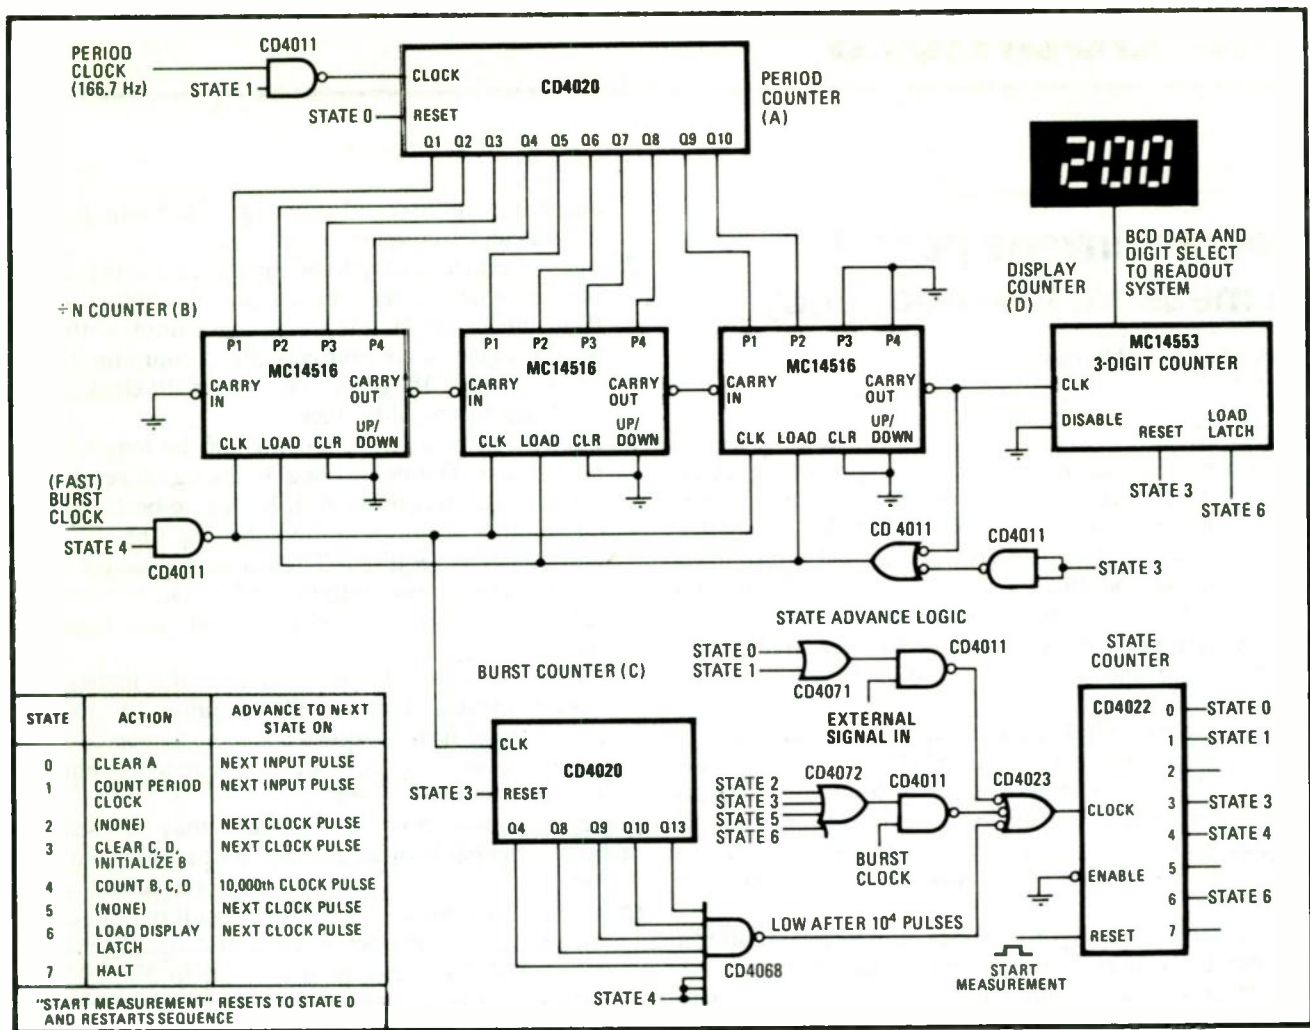 PERIOD
CLOCK
(166.7 Hz)
STATE 1
CD4011
STATE 0
CLOCK
CD4020
RESET
Q1 Q2 Q3 Q4 Q5 Q6 Q7 Q8 Q9 Q10
PERIOD
COUNTER
(A)
200
BCD DATA AND
DIGIT SELECT
TO READOUT
SYSTEM
DISPLAY
COUNTER
(D)
÷N COUNTER (B)
P1 P2 P3 P4
MC14516
CARRY
IN
CARRY
OUT
UP/
DOWN
CLK LOAD CLR
P1 P2 P3 P4
MC14516
CARRY
IN
CARRY
OUT
UP/
DOWN
CLK LOAD CLR
P1 P2 P3 P4
MC14516
CARRY
IN
CARRY
OUT
UP/
DOWN
CLK LOAD CLR
MC14553
3-DIGIT COUNTER
CLK
DISABLE
RESET
LOAD
LATCH
STATE 3
STATE 6
(FAST)
BURST
CLOCK
STATE 4
CD4011
CD 4011
CD4011
STATE 3
STATE ADVANCE LOGIC
STATE 0
STATE 1
CD4071
CD4011
EXTERNAL
SIGNAL IN
STATE
COUNTER
BURST COUNTER (C)
CLK
CD4020
STATE 3
RESET
Q4 Q8 Q9 Q10 Q13
STATE 2
STATE 3
STATE 5
STATE 6
CD4072
CD4011
BURST
CLOCK
CD4023
LOW AFTER 10⁴ PULSES
CD4068
STATE 4
CD4022
CLOCK
ENABLE
RESET
START
MEASUREMENT
0 STATE 0
1 STATE 1
2
3 STATE 3
4 STATE 4
5
6 STATE 6
7
STATE ACTION ADVANCE TO NEXT
STATE ON
0 CLEAR A NEXT INPUT PULSE
1 COUNT PERIOD
CLOCK NEXT INPUT PULSE
2 (NONE) NEXT CLOCK PULSE
3 CLEAR C, D,
INITIALIZE B NEXT CLOCK PULSE
4 COUNT B, C, D 10,000th CLOCK PULSE
5 (NONE) NEXT CLOCK PULSE
6 LOAD DISPLAY
LATCH NEXT CLOCK PULSE
7 HALT
"START MEASUREMENT" RESETS TO STATE 0
AND RESTARTS SEQUENCE